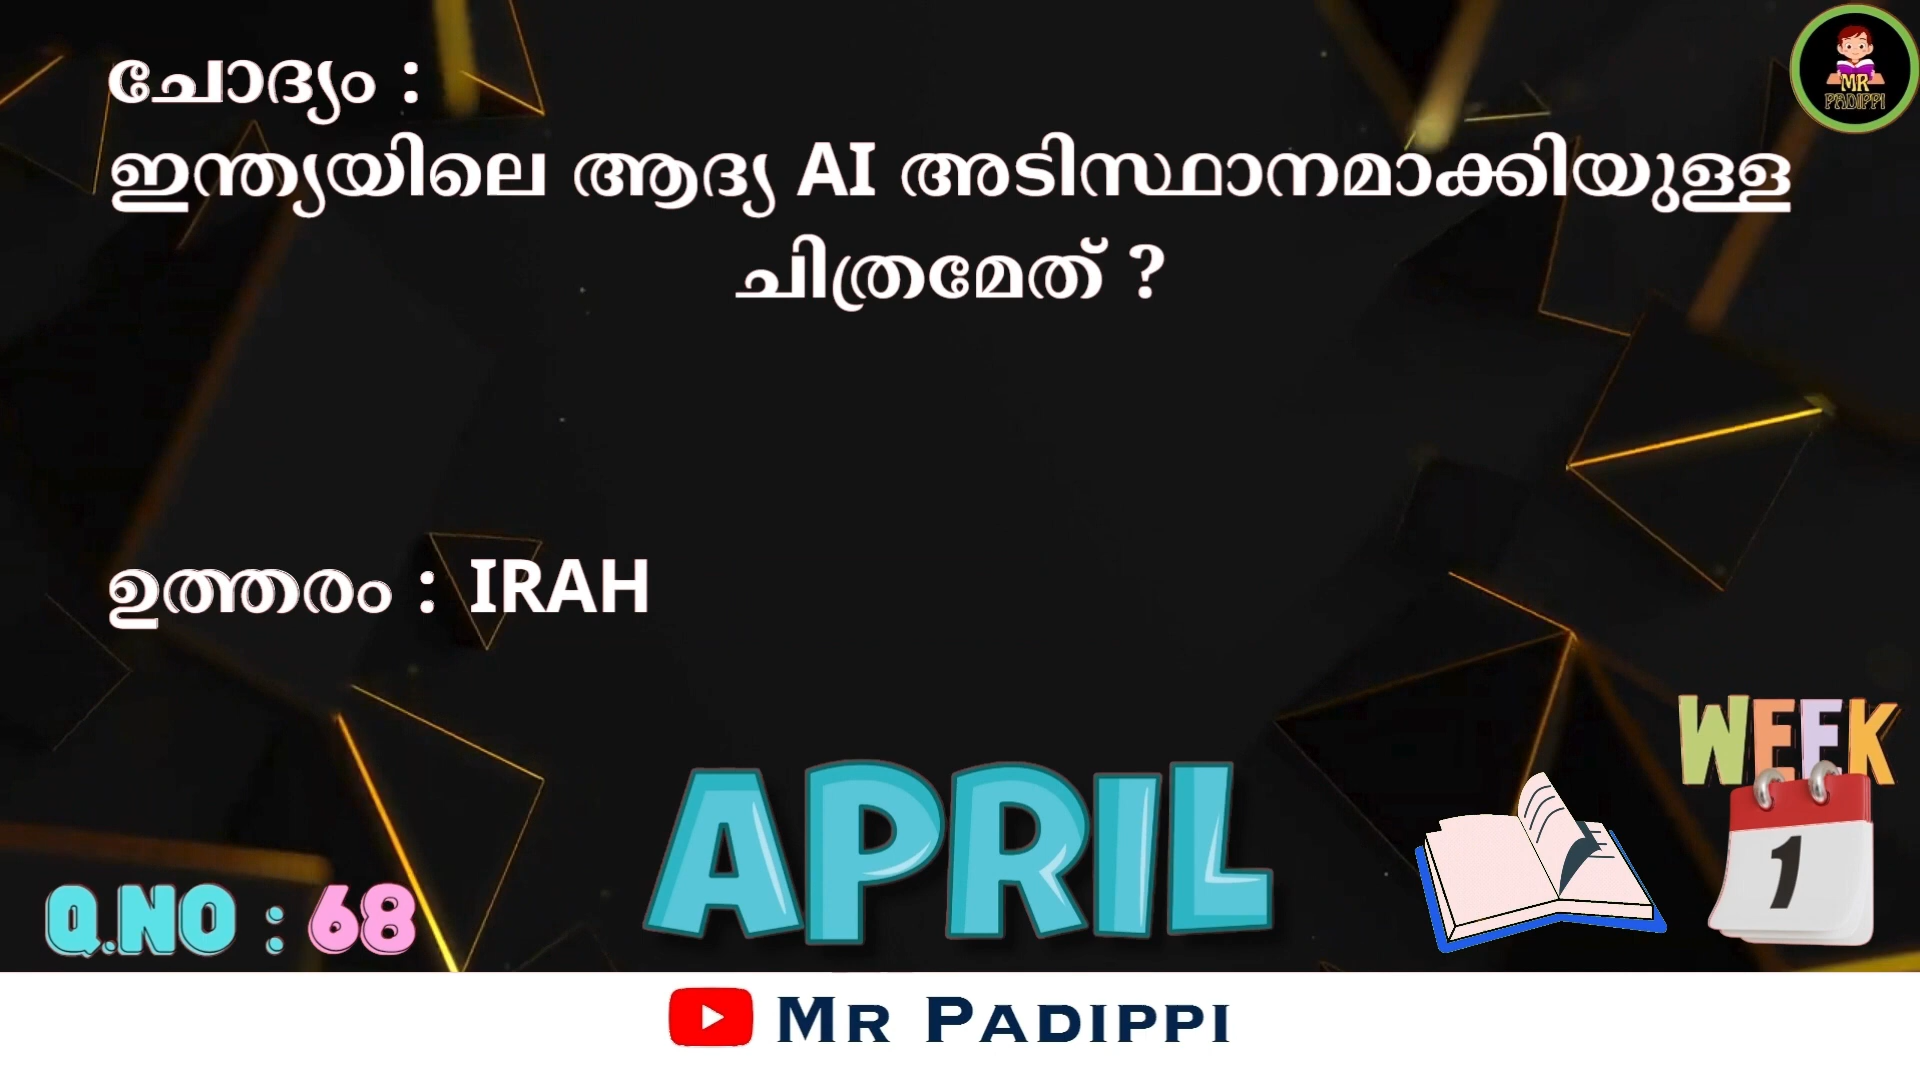 ചോദ്യം :
ഇന്ത്യയിലെ ആദ്യ AI അടിസ്ഥാനമാക്കിയുള്ള
ചിത്രമേത് ?
ഉത്തരം : IRAH
WEEK
1
APRIL
Q.NO : 68
MR PADIPPI
MR
PADIPPI